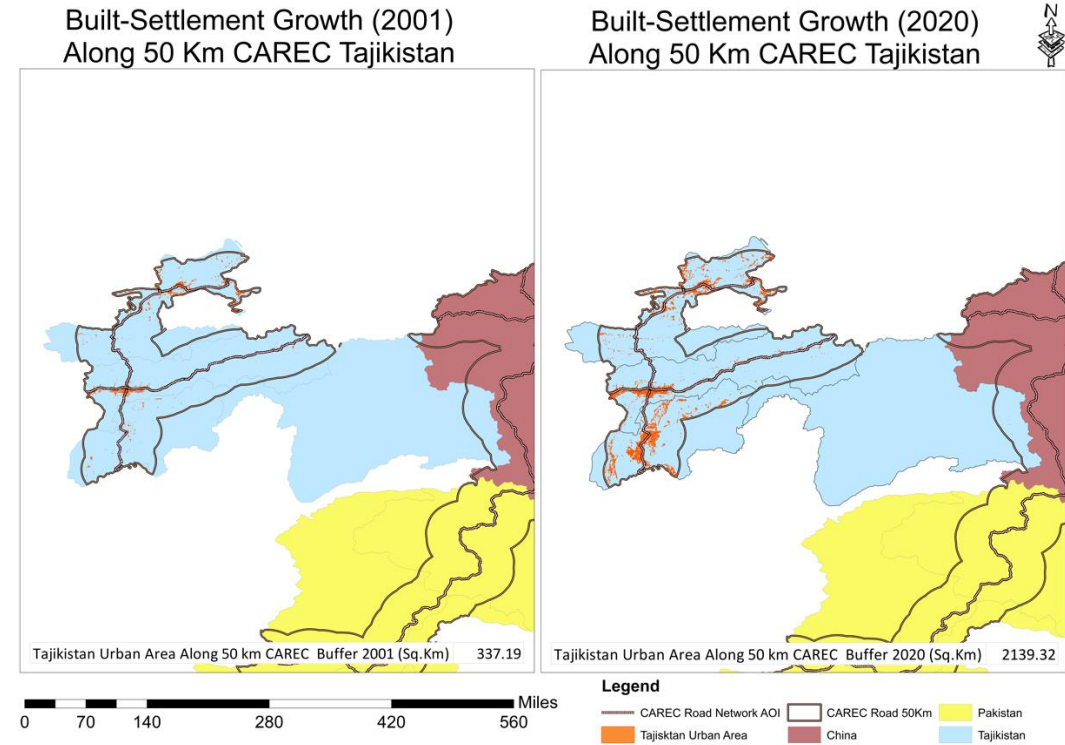 Built-Settlement Growth (2001)
Along 50 Km CAREC Tajikistan
Built-Settlement Growth (2020)
Along 50 Km CAREC Tajikistan
N
Tajikistan Urban Area Along 50 km CAREC Buffer 2001 (Sq.Km) 337.19
Tajikistan Urban Area Along 50 km CAREC Buffer 2020 (Sq.Km) 2139.32
Miles
0 70 140 280 420 560
Legend
CAREC Road Network AOI CAREC Road 50Km Pakistan
Tajisktan Urban Area China Tajikistan